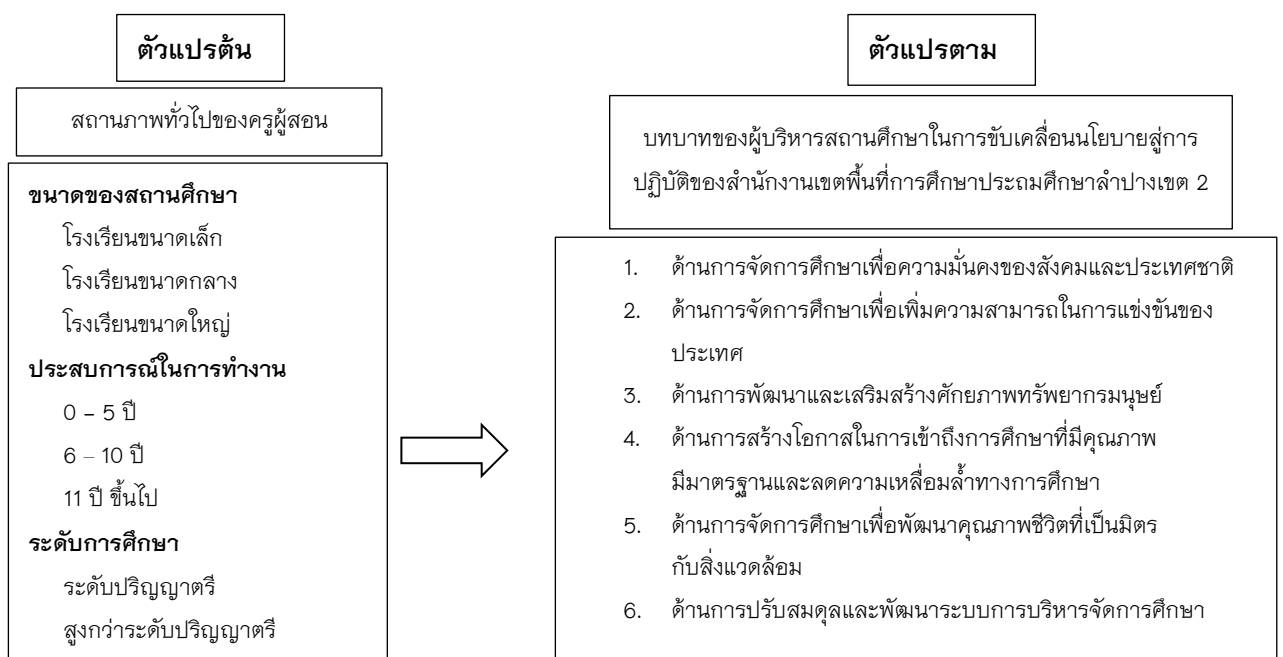 ตัวแปรต้น
สถานภาพทั่วไปของครูผู้สอน
ขนาดของสถานศึกษา
โรงเรียนขนาดเล็ก
โรงเรียนขนาดกลาง
โรงเรียนขนาดใหญ่
ประสบการณ์ในการทำงาน
0 – 5 ปี
6 – 10 ปี
11 ปี ขึ้นไป
ระดับการศึกษา
ระดับปริญญาตรี
สูงกว่าระดับปริญญาตรี
ตัวแปรตาม
บทบาทของผู้บริหารสถานศึกษาในการขับเคลื่อนนโยบายสู่การ
ปฏิบัติของสำนักงานเขตพื้นที่การศึกษาประถมศึกษาลำปางเขต 2
1. ด้านการจัดการศึกษาเพื่อความมั่นคงของสังคมและประเทศชาติ
2. ด้านการจัดการศึกษาเพื่อเพิ่มความสามารถในการแข่งขันของ
ประเทศ
3. ด้านการพัฒนาและเสริมสร้างศักยภาพทรัพยากรมนุษย์
4. ด้านการสร้างโอกาสในการเข้าถึงการศึกษาที่มีคุณภาพ
มีมาตรฐานและลดความเหลื่อมล้ำทางการศึกษา
5. ด้านการจัดการศึกษาเพื่อพัฒนาคุณภาพชีวิตที่เป็นมิตร
กับสิ่งแวดล้อม
6. ด้านการปรับสมดุลและพัฒนาระบบการบริหารจัดการศึกษา